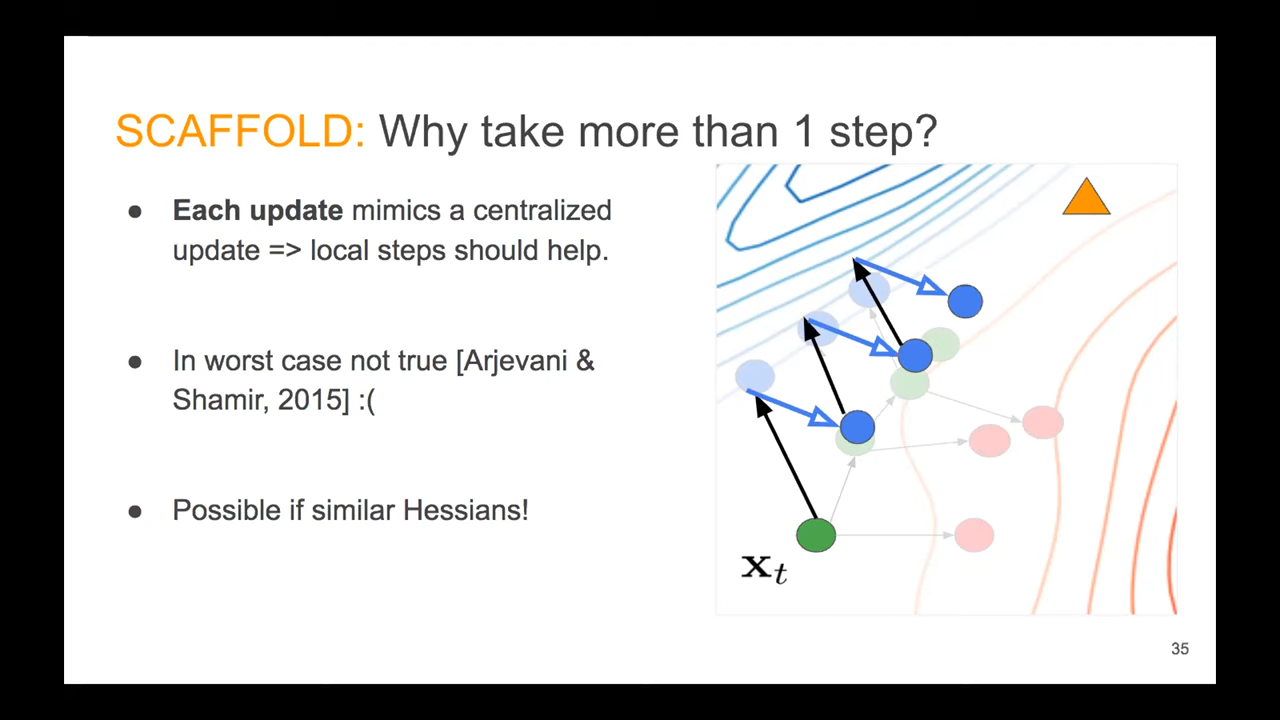 SCAFFOLD: Why take more than 1 step?
● Each update mimics a centralized
update => local steps should help.
● In worst case not true [Arjevani &
Shamir, 2015] :(
● Possible if similar Hessians!
x_t
35